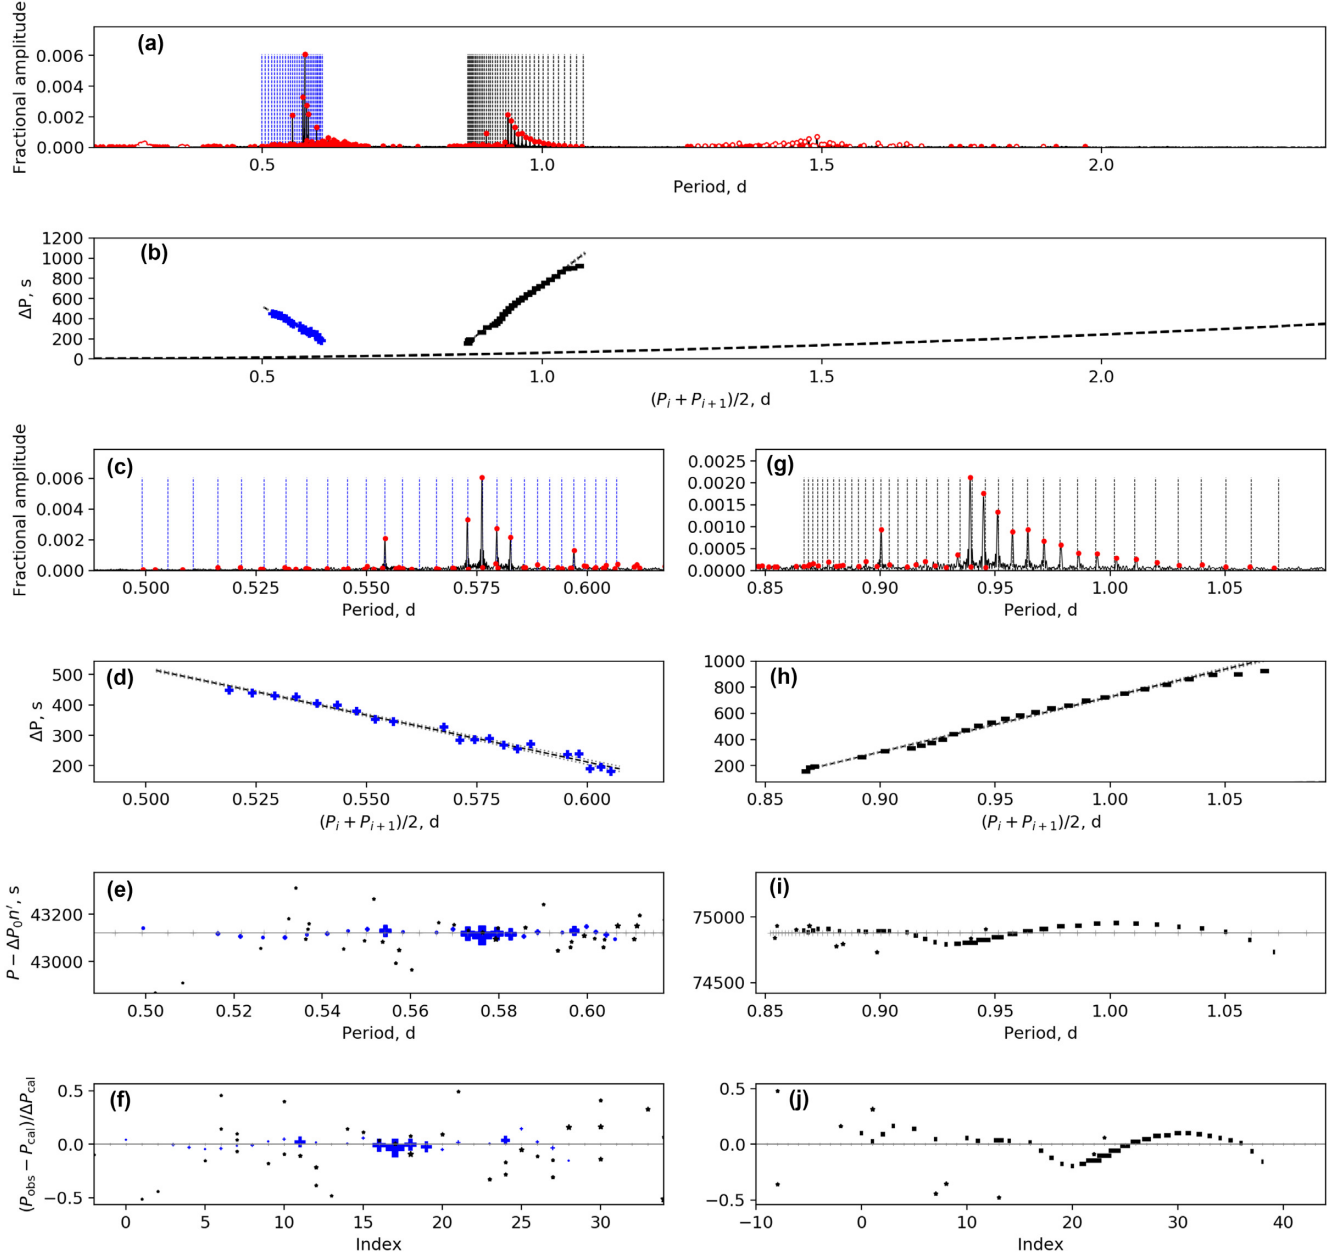 (a)
Fractional amplitude
0.006
0.004
0.002
0.000
0.5 1.0 1.5 2.0
Period, d
(b)
ΔP, s
1200
1000
800
600
400
200
0
0.5 1.0 1.5 2.0
(P_i + P_{i+1})/2, d
(c)
Fractional amplitude
0.006
0.004
0.002
0.000
0.500 0.525 0.550 0.575 0.600
Period, d
(g)
0.0025
0.0020
0.0015
0.0010
0.0005
0.0000
0.85 0.90 0.95 1.00 1.05
Period, d
(d)
ΔP, s
500
400
300
200
0.500 0.525 0.550 0.575 0.600
(P_i + P_{i+1})/2, d
(h)
1000
800
600
400
200
0.85 0.90 0.95 1.00 1.05
(P_i + P_{i+1})/2, d
(e)
P − ΔP_0n′, s
43200
43000
0.50 0.52 0.54 0.56 0.58 0.60
Period, d
(i)
75000
74500
0.85 0.90 0.95 1.00 1.05
Period, d
(f)
(P_obs − P_cal)/ΔP_cal
0.5
0.0
−0.5
0 5 10 15 20 25 30
Index
(j)
0.5
0.0
−0.5
−10 0 10 20 30 40
Index